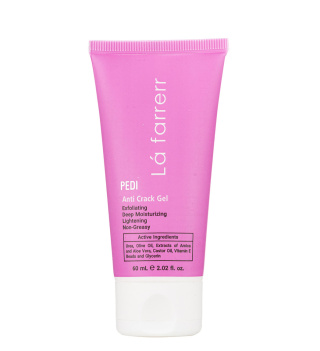 Lá farrerr
PEDI
Anti Crack Gel
Exfoliating
Deep Moisturizing
Lightening
Non-Greasy
Active Ingredients
Urea, Olive Oil, Extracts of Arnica
and Aloe Vera, Castor Oil, Vitamin E
Beads and Glycerin
60 mL ℮ 2.02 fl. oz.